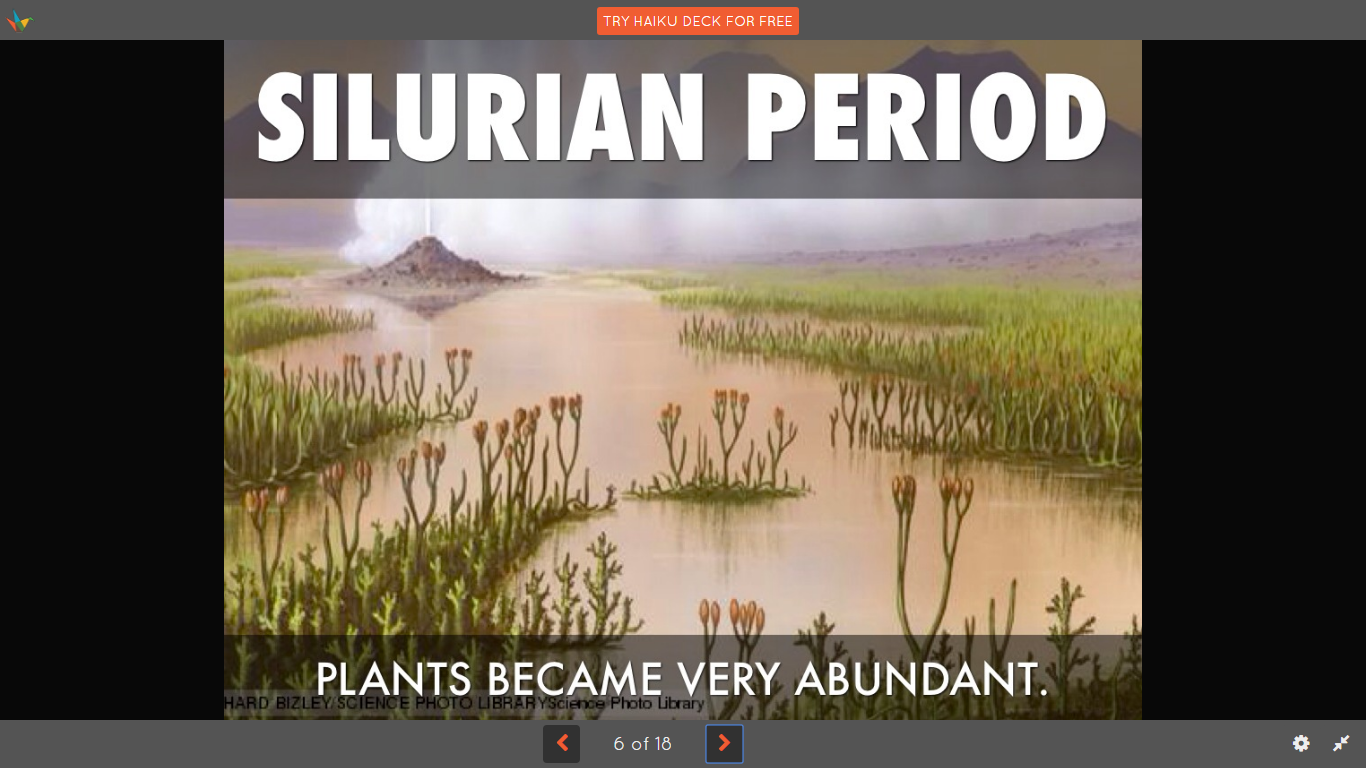 TRY HAIKU DECK FOR FREE
SILURIAN PERIOD
PLANTS BECAME VERY ABUNDANT.
HARD BIZLEY/SCIENCE PHOTO LIBRARYScience Photo Library
6 of 18